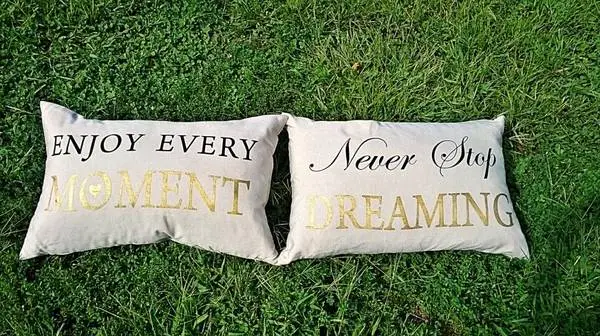 ENJOY EVERY
MOMENT
Never Stop
DREAMING